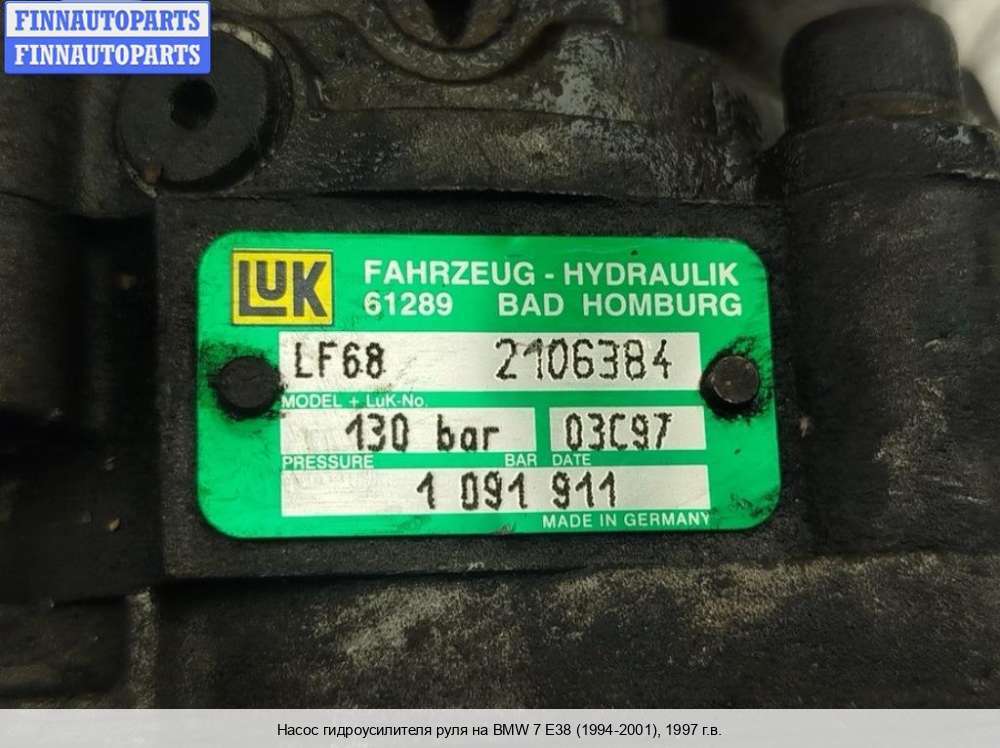 FINNAUTOPARTS
FINNAUTOPARTS
LuK
FAHRZEUG - HYDRAULIK
61289 BAD HOMBURG
LF68 2106384
MODEL + LuK-No.
130 bar 03C97
PRESSURE BAR DATE
1 091 911
MADE IN GERMANY
Насос гидроусилителя руля на BMW 7 E38 (1994-2001), 1997 г.в.